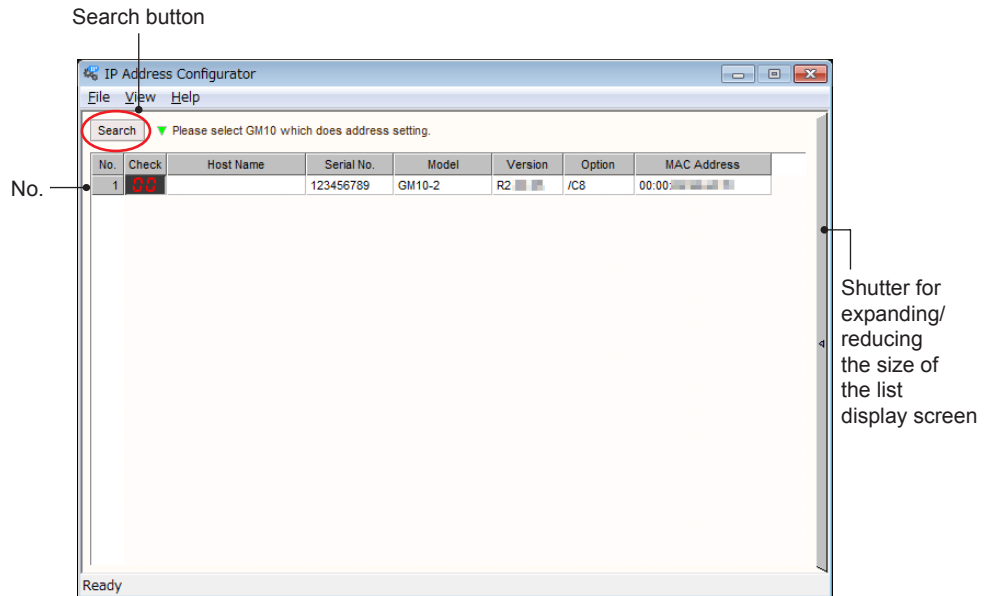 Search button
IP Address Configurator
File View Help
Search Please select GM10 which does address setting.
No. Check Host Name Serial No. Model Version Option MAC Address
No.
1 00 123456789 GM10-2 R2 /C8 00:00:
Shutter for
expanding/
reducing
the size of
the list
display screen
Ready